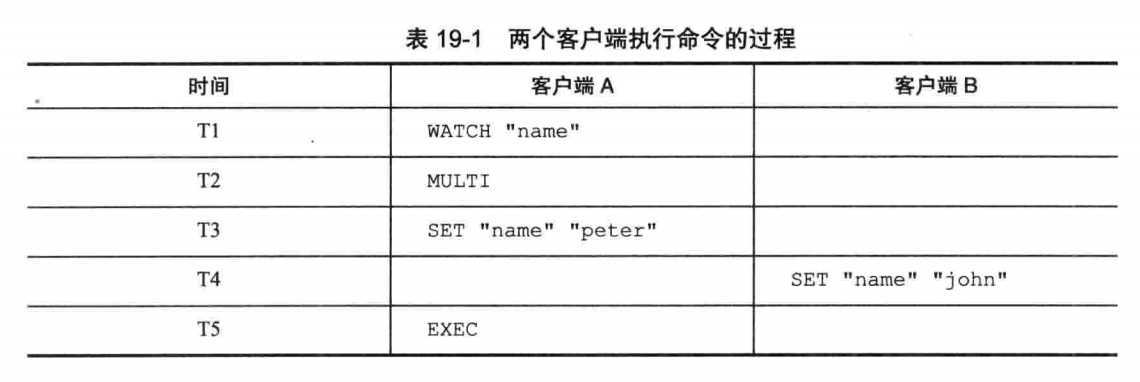 表 19-1 两个客户端执行命令的过程
时间 客户端 A 客户端 B
T1 WATCH "name"
T2 MULTI
T3 SET "name" "peter"
T4 SET "name" "john"
T5 EXEC